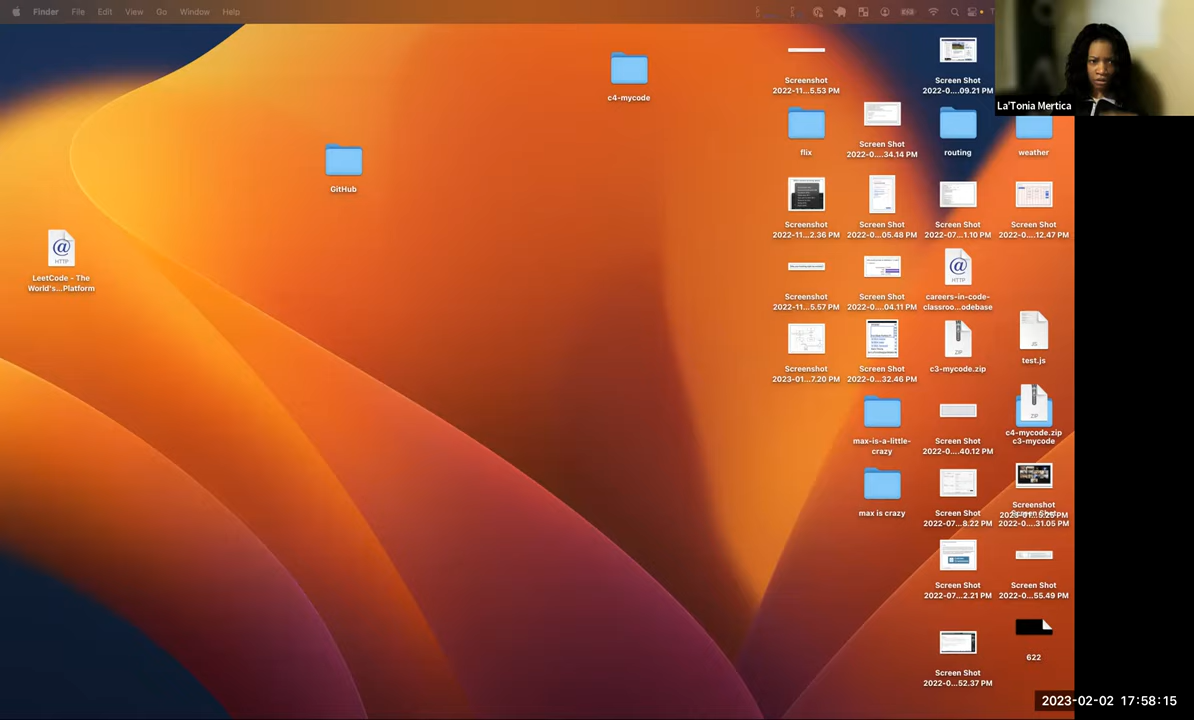 Finder File Edit View Go Window Help
La'Tonia Mertica
c4-mycode
GitHub
LeetCode - The
World's...Platform
Screenshot
2022-11...5.53 PM
Screen Shot
2022-0....09.21 PM
flix
Screen Shot
2022-0....34.14 PM
routing
weather
Screenshot
2022-11...2.36 PM
Screen Shot
2022-0...05.48 PM
Screen Shot
2022-07...1.10 PM
Screen Shot
2022-0....12.47 PM
Screenshot
2022-11...5.57 PM
Screen Shot
2022-0....04.11 PM
careers-in-code-
classroo...odebase
HTTP
HTTP
Screenshot
2023-01...7.20 PM
Screen Shot
2022-0...32.46 PM
ZIP
c3-mycode.zip
test.js
max-is-a-little-
crazy
Screen Shot
2022-0....40.12 PM
ZIP
c4-mycode.zip
c3-mycode
max is crazy
Screen Shot
2022-07...8.22 PM
Screenshot
2022-0....31.05 PM
Screen Shot
2022-07...2.21 PM
Screen Shot
2022-0...55.49 PM
Screen Shot
2022-0...52.37 PM
622
2023-02-02 17:58:15